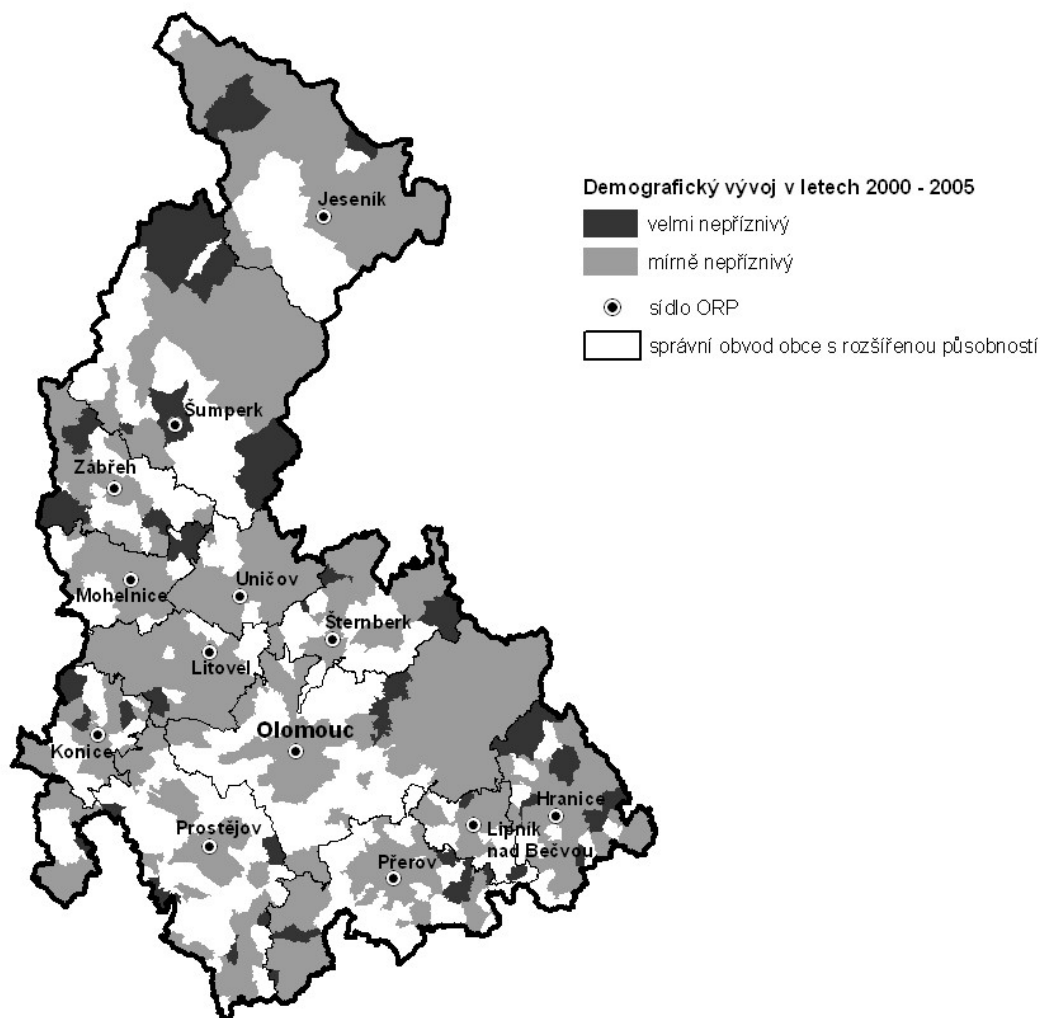 Jeseník
Demografický vývoj v letech 2000 - 2005
velmi nepříznivý
mírně nepříznivý
sídlo ORP
správní obvod obce s rozšířenou působností
Šumperk
Zábřeh
Mohelnice
Uničov
Šternberk
Litovel
Olomouc
Konice
Hranice
Prostějov
Lipník
nad Bečvou
Přerov